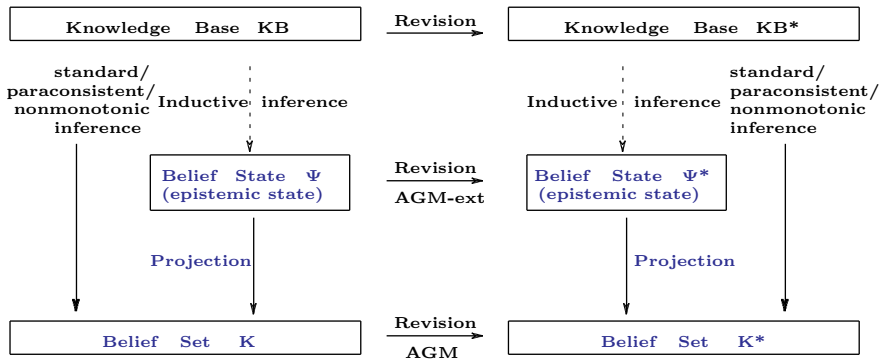 Knowledge Base KB
Revision
Knowledge Base KB*
standard/
paraconsistent/
nonmonotonic
inference
Inductive inference
Inductive inference
standard/
paraconsistent/
nonmonotonic
inference
Belief State Ψ
(epistemic state)
Revision
AGM-ext
Belief State Ψ*
(epistemic state)
Projection
Projection
Belief Set K
Revision
AGM
Belief Set K*